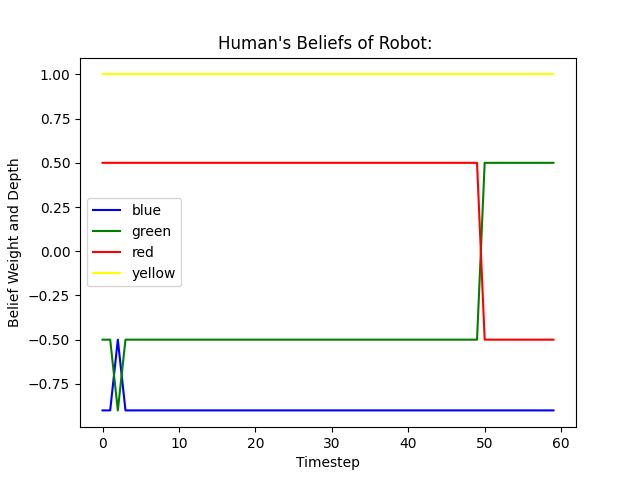 Human's Beliefs of Robot:
1.00
0.75
0.50
0.25
0.00
−0.25
−0.50
−0.75
Belief Weight and Depth
blue
green
red
yellow
0 10 20 30 40 50 60
Timestep